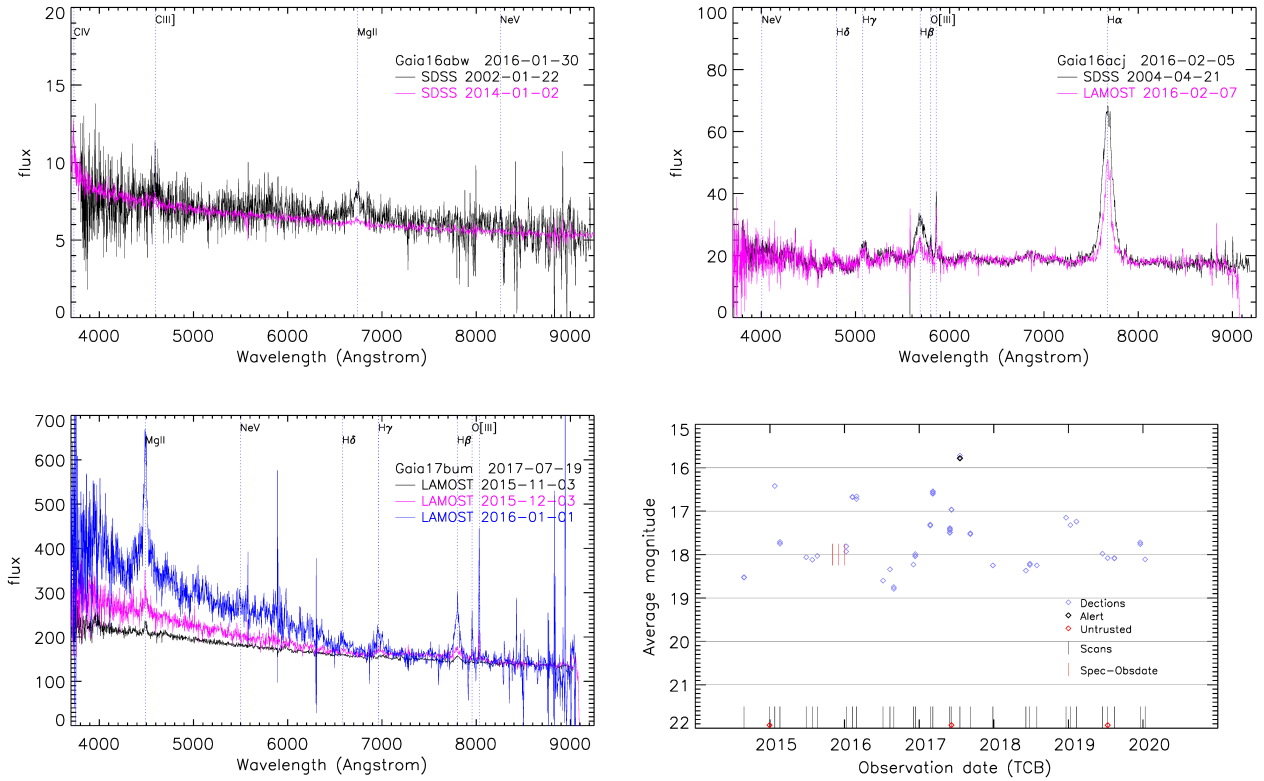 CIV
CIII]
MgII
NeV
Gaia16abw 2016-01-30
SDSS 2002-01-22
SDSS 2014-01-02
flux
20
15
10
5
0
4000 5000 6000 7000 8000 9000
Wavelength (Angstrom)
NeV
Hδ
Hγ
Hβ
O[III]
Hα
Gaia16acj 2016-02-05
SDSS 2004-04-21
LAMOST 2016-02-07
flux
100
80
60
40
20
0
4000 5000 6000 7000 8000 9000
Wavelength (Angstrom)
MgII
NeV
Hδ
Hγ
Hβ
O[III]
Gaia17bum 2017-07-19
LAMOST 2015-11-03
LAMOST 2015-12-03
LAMOST 2016-01-01
flux
700
600
500
400
300
200
100
0
4000 5000 6000 7000 8000 9000
Wavelength (Angstrom)
Average magnitude
15
16
17
18
19
20
21
22
Dections
Alert
Untrusted
Scans
Spec-Obsdate
2015 2016 2017 2018 2019 2020
Observation date (TCB)